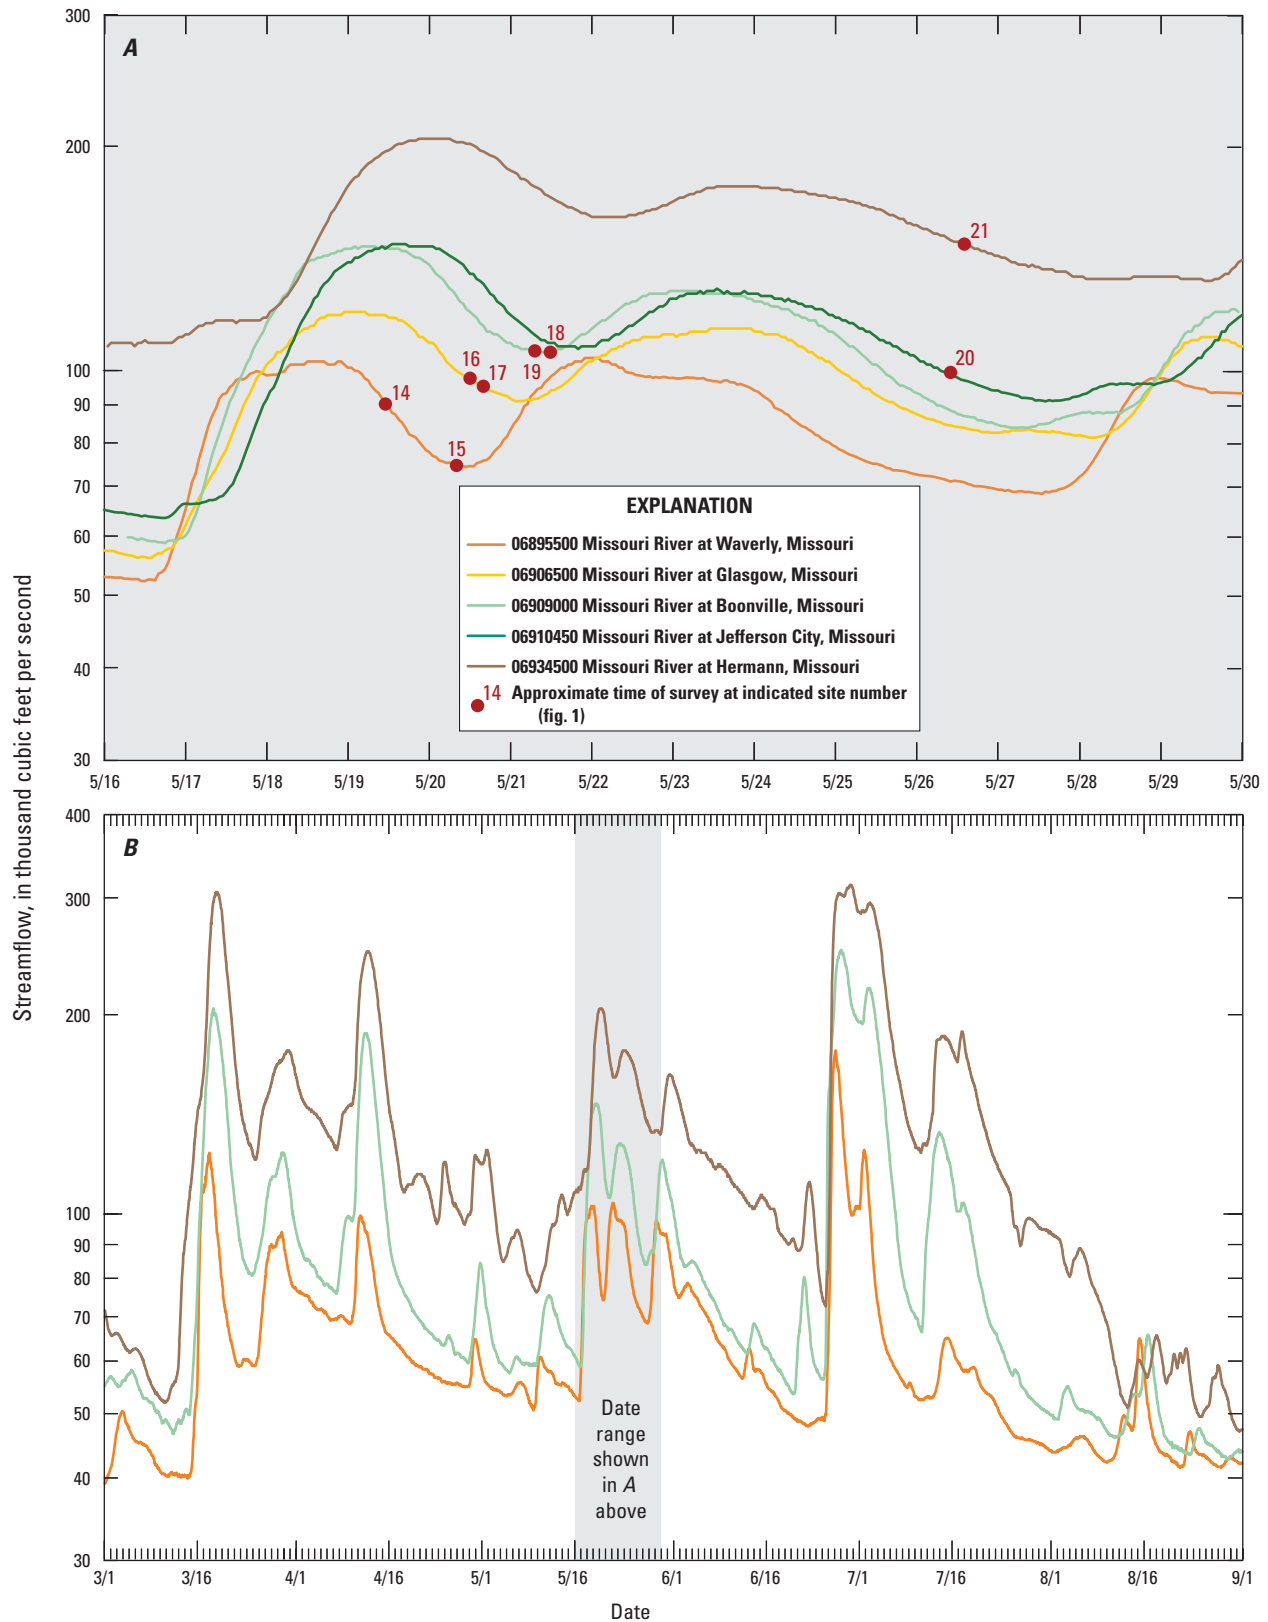 A
300
200
100
90
80
70
60
50
40
30
14
15
16
17
18
19
20
21
EXPLANATION
06895500 Missouri River at Waverly, Missouri
06906500 Missouri River at Glasgow, Missouri
06909000 Missouri River at Boonville, Missouri
06910450 Missouri River at Jefferson City, Missouri
06934500 Missouri River at Hermann, Missouri
14 Approximate time of survey at indicated site number
(fig. 1)
5/16 5/17 5/18 5/19 5/20 5/21 5/22 5/23 5/24 5/25 5/26 5/27 5/28 5/29 5/30
Streamflow, in thousand cubic feet per second
B
400
300
200
100
90
80
70
60
50
40
30
Date
range
shown
in A
above
3/1 3/16 4/1 4/16 5/1 5/16 6/1 6/16 7/1 7/16 8/1 8/16 9/1
Date